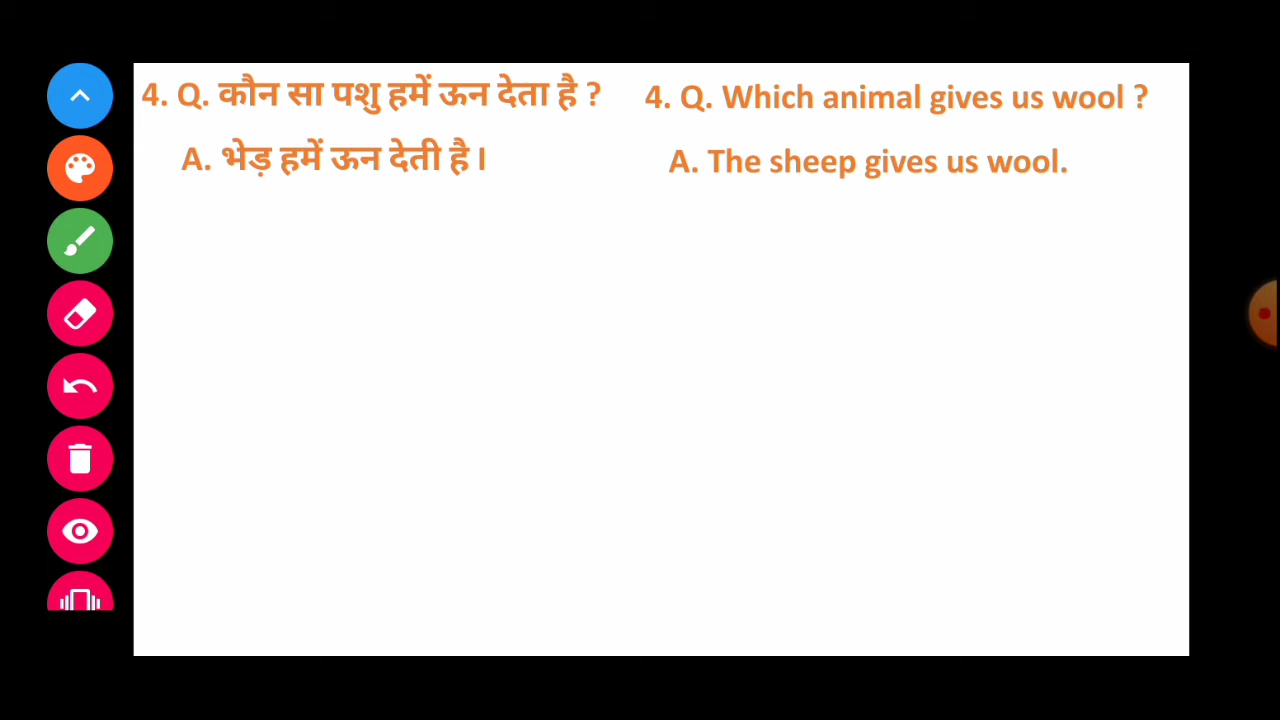 4. Q. कौन सा पशु हमें ऊन देता है ?
A. भेड़ हमें ऊन देती है I
4. Q. Which animal gives us wool ?
A. The sheep gives us wool.